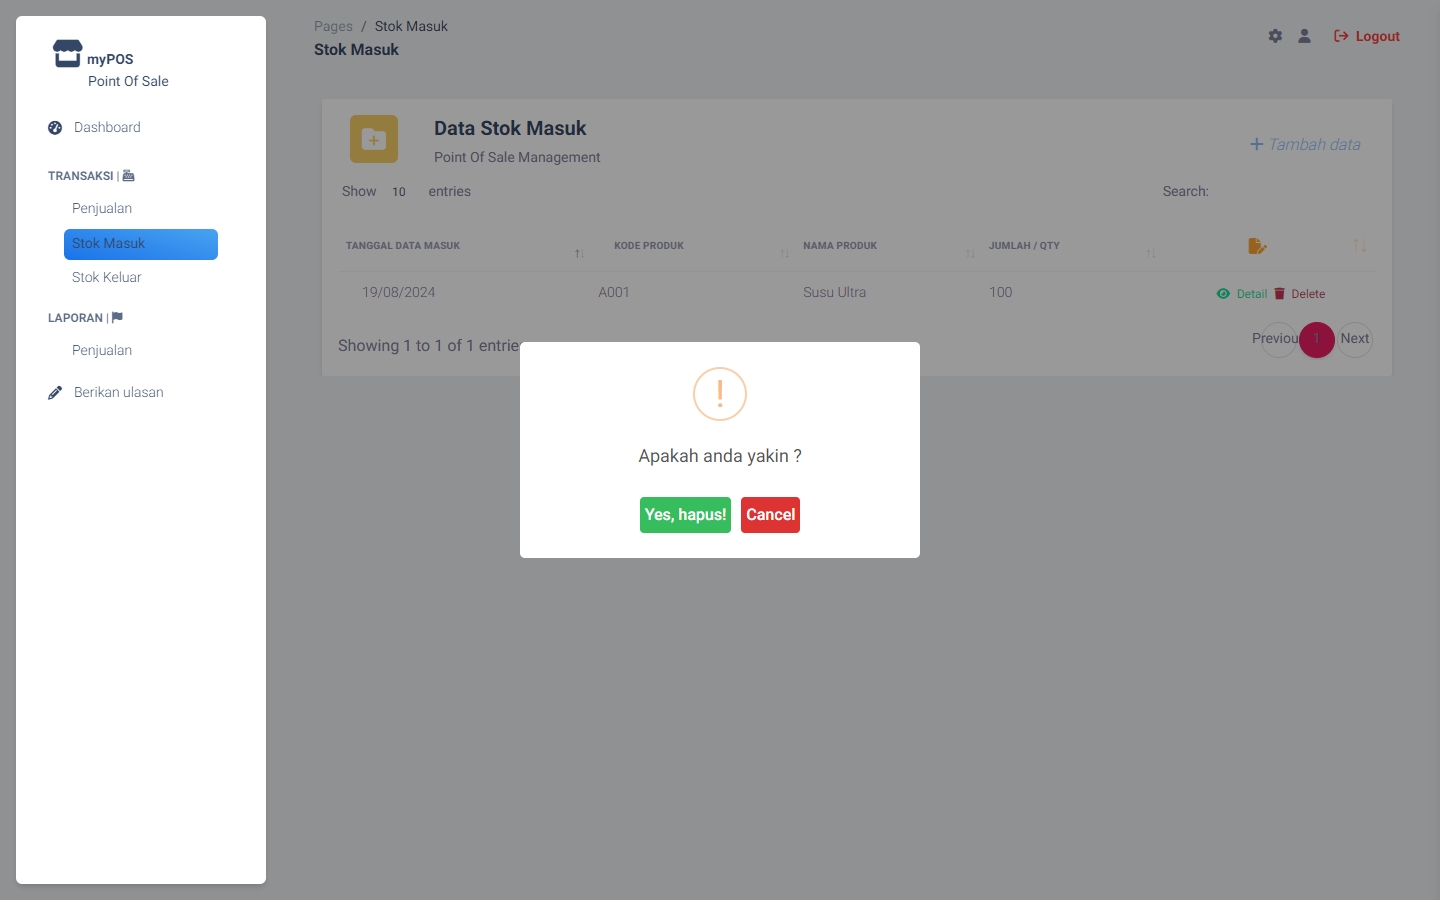 myPOS
Point Of Sale
Dashboard
TRANSAKSI |
Penjualan
Stok Masuk
Stok Keluar
LAPORAN |
Penjualan
Berikan ulasan
Pages / Stok Masuk
Stok Masuk
Logout
Data Stok Masuk
Point Of Sale Management
+ Tambah data
Show 10 entries
Search:
TANGGAL DATA MASUK KODE PRODUK NAMA PRODUK JUMLAH / QTY
19/08/2024 A001 Susu Ultra 100 Detail Delete
Showing 1 to 1 of 1 entrie
Previou 1 Next
!
Apakah anda yakin ?
Yes, hapus! Cancel